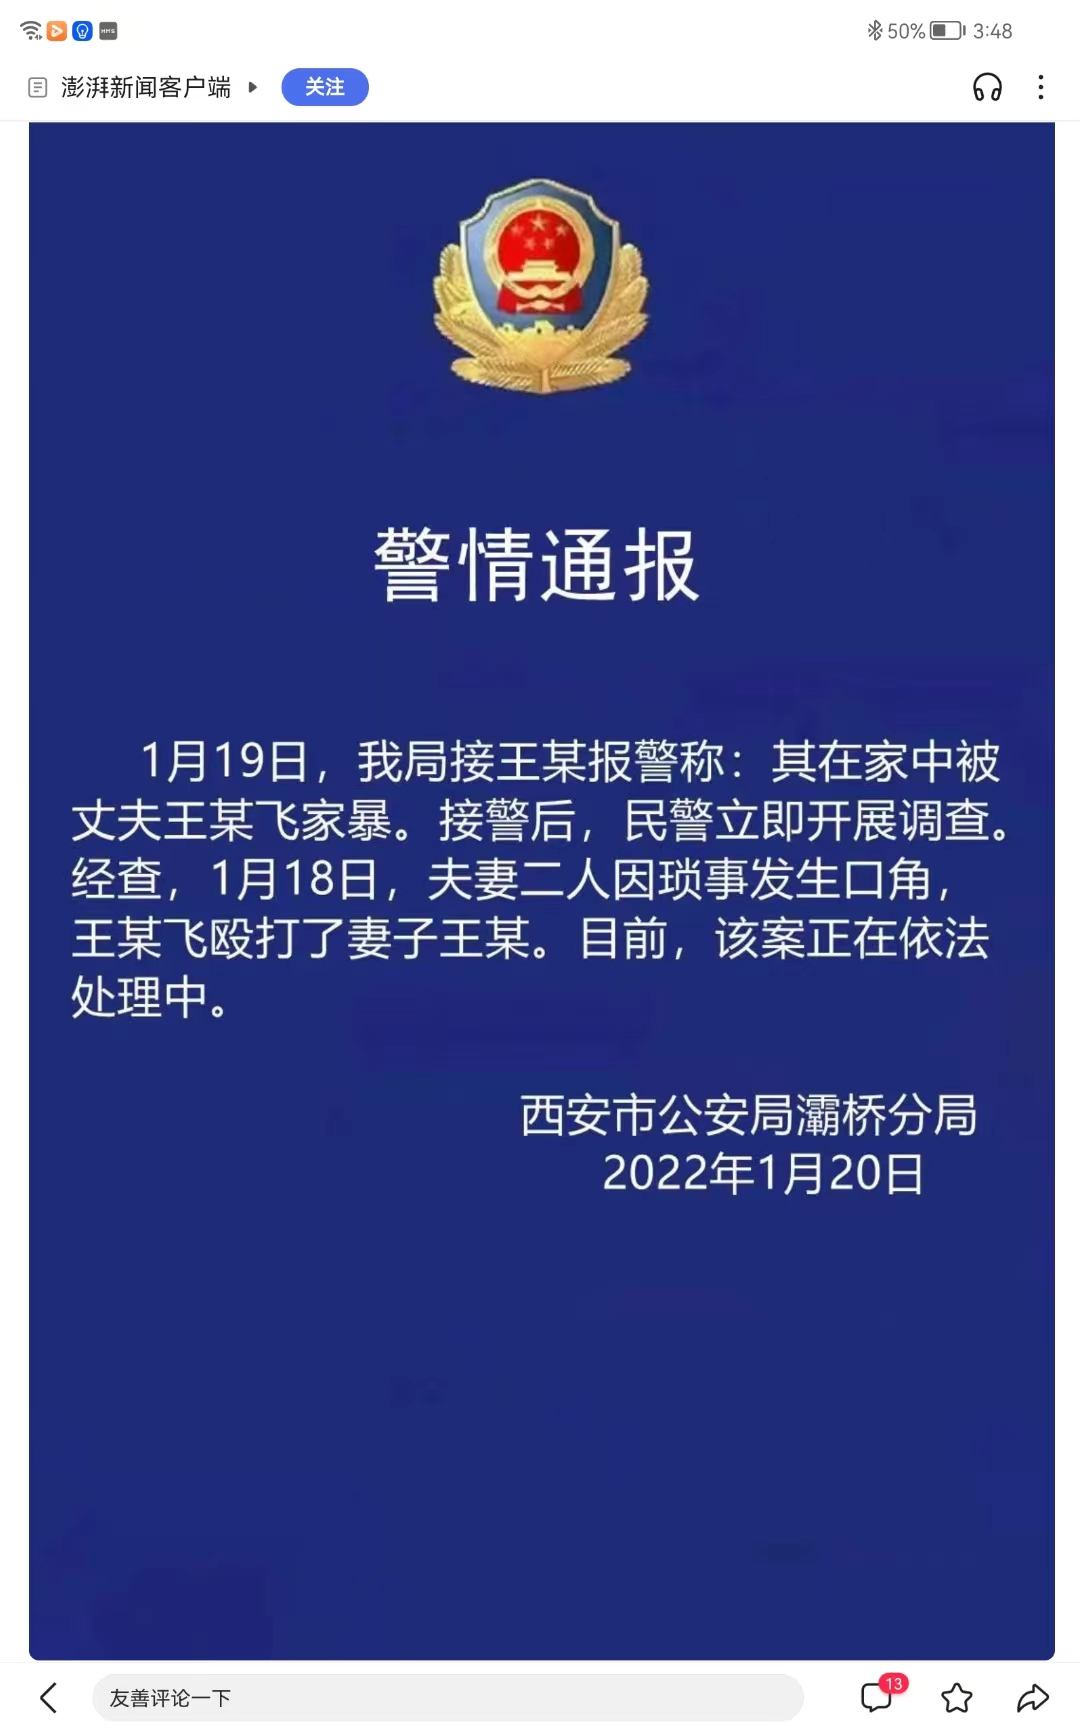 HMS
50%
3:48
澎湃新闻客户端
关注
警情通报
1月19日，我局接王某报警称：其在家中被
丈夫王某飞家暴。接警后，民警立即开展调查。
经查，1月18日，夫妻二人因琐事发生口角，
王某飞殴打了妻子王某。目前，该案正在依法
处理中。
西安市公安局灞桥分局
2022年1月20日
友善评论一下
13